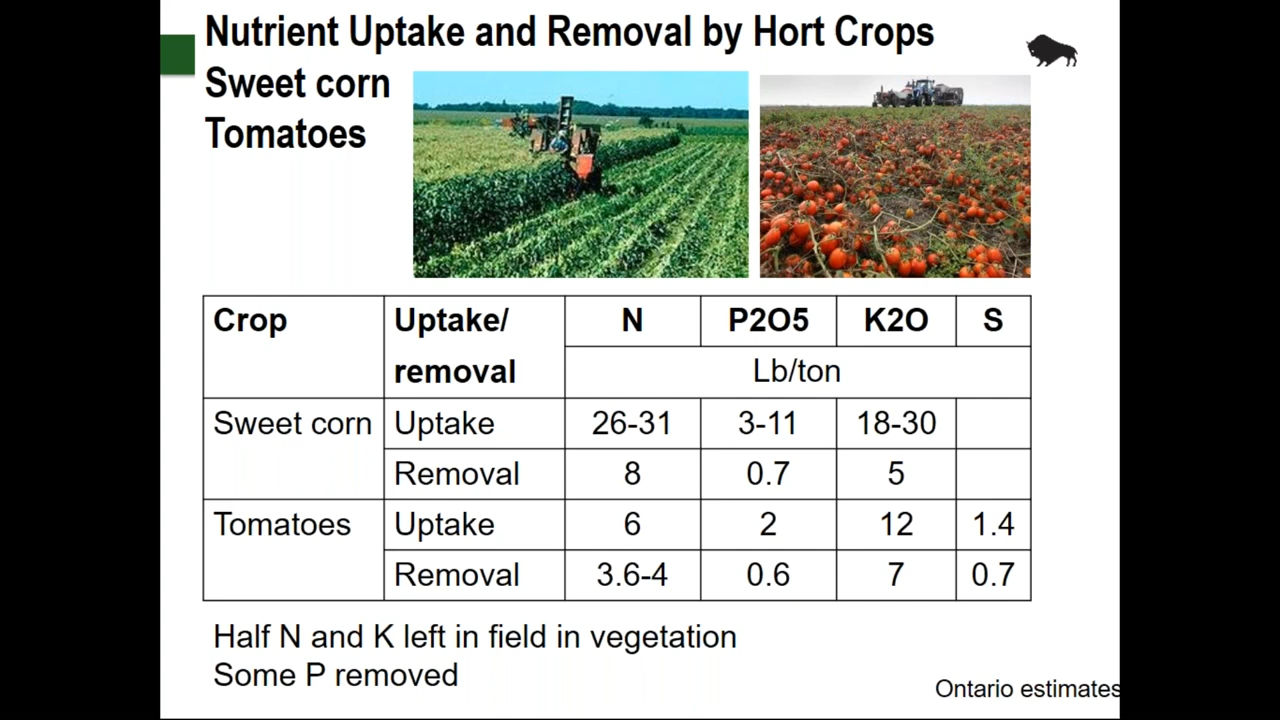 Nutrient Uptake and Removal by Hort Crops
Sweet corn
Tomatoes
Crop Uptake/ removal N P2O5 K2O S
Lb/ton
Sweet corn Uptake 26-31 3-11 18-30
Removal 8 0.7 5
Tomatoes Uptake 6 2 12 1.4
Removal 3.6-4 0.6 7 0.7
Half N and K left in field in vegetation
Some P removed
Ontario estimates